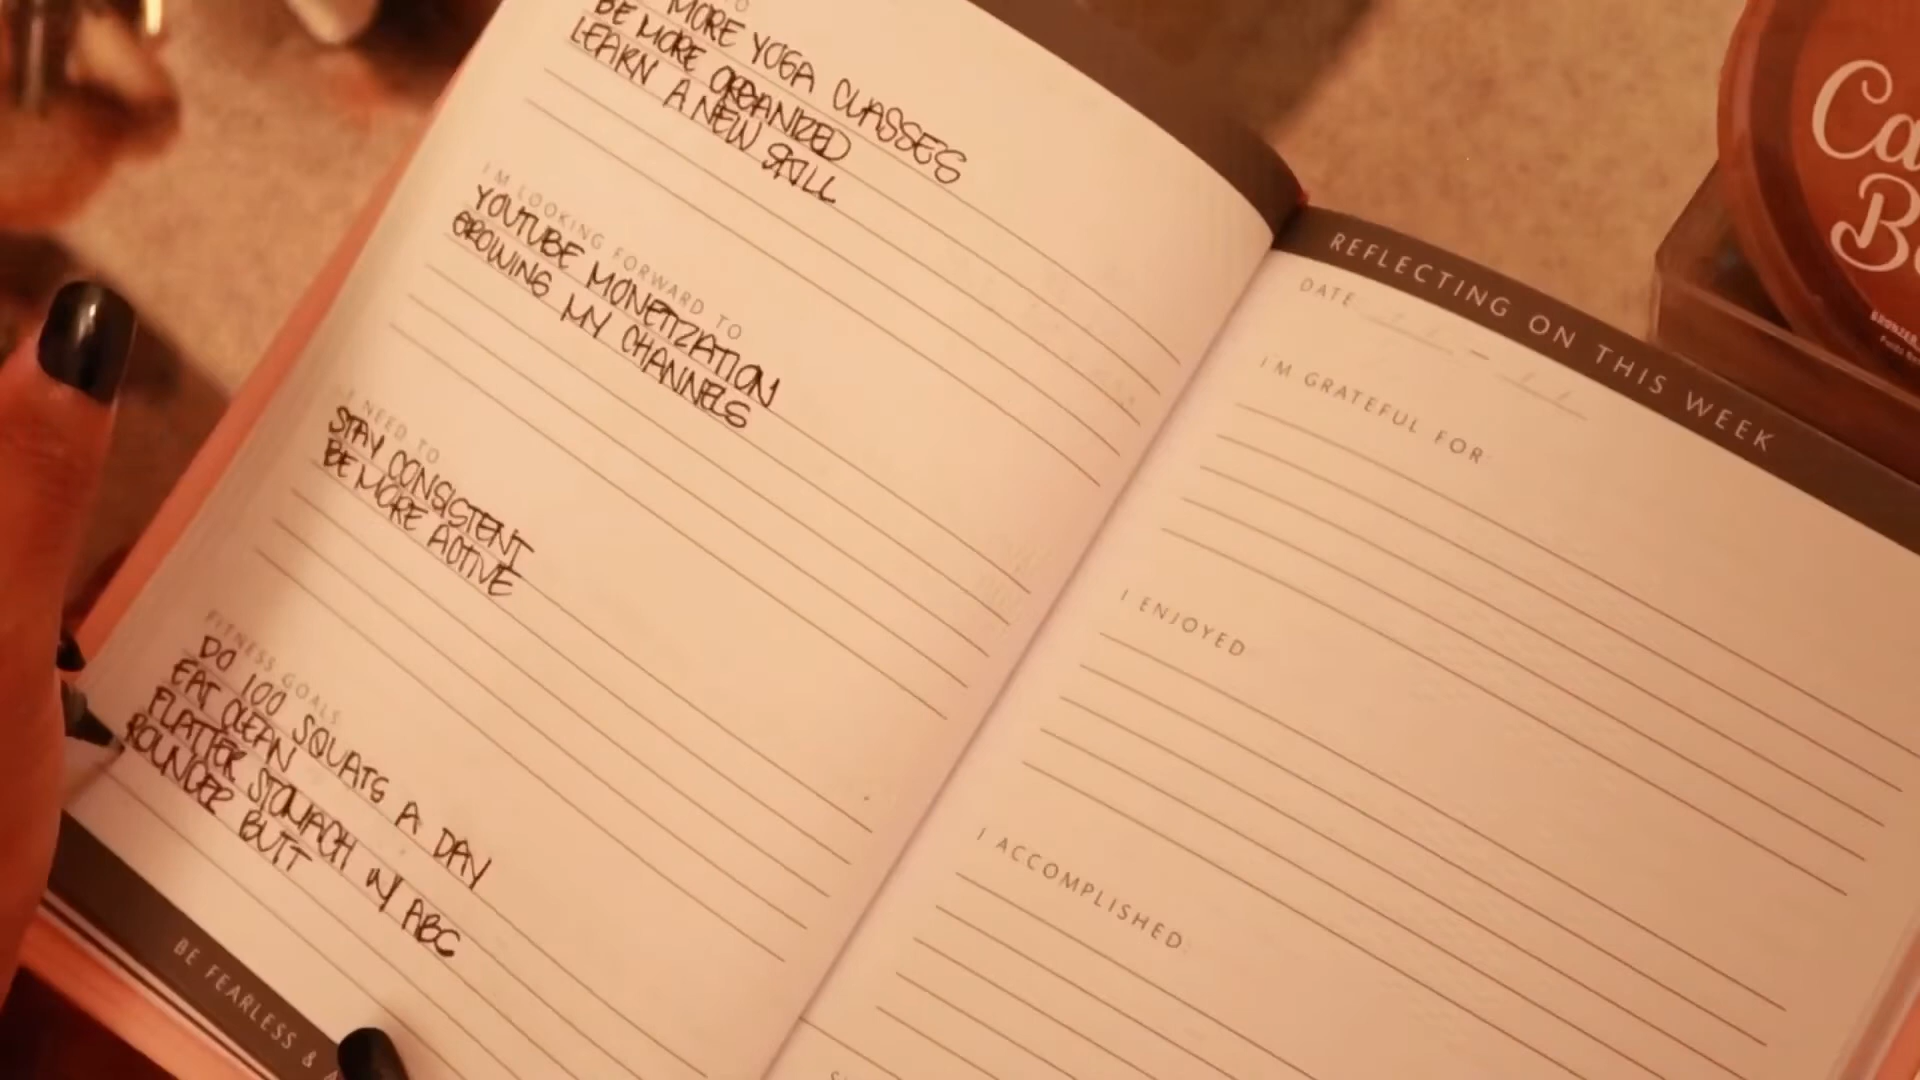 MORE YOGA CLASSES
BE MORE ORGANIZED
LEARN A NEW SKILL
I'M LOOKING FORWARD TO
YOUTUBE MONETIZATION
GROWING MY CHANNELS
I NEED TO
STAY CONSISTENT
BE MORE ACTIVE
FITNESS GOALS
DO 100 SQUATS A DAY
EAT CLEAN
FLATTER STOMACH W/ ABC
ROUNDER BUTT
BE FEARLESS &
REFLECTING ON THIS WEEK
DATE
I'M GRATEFUL FOR:
I ENJOYED
I ACCOMPLISHED: